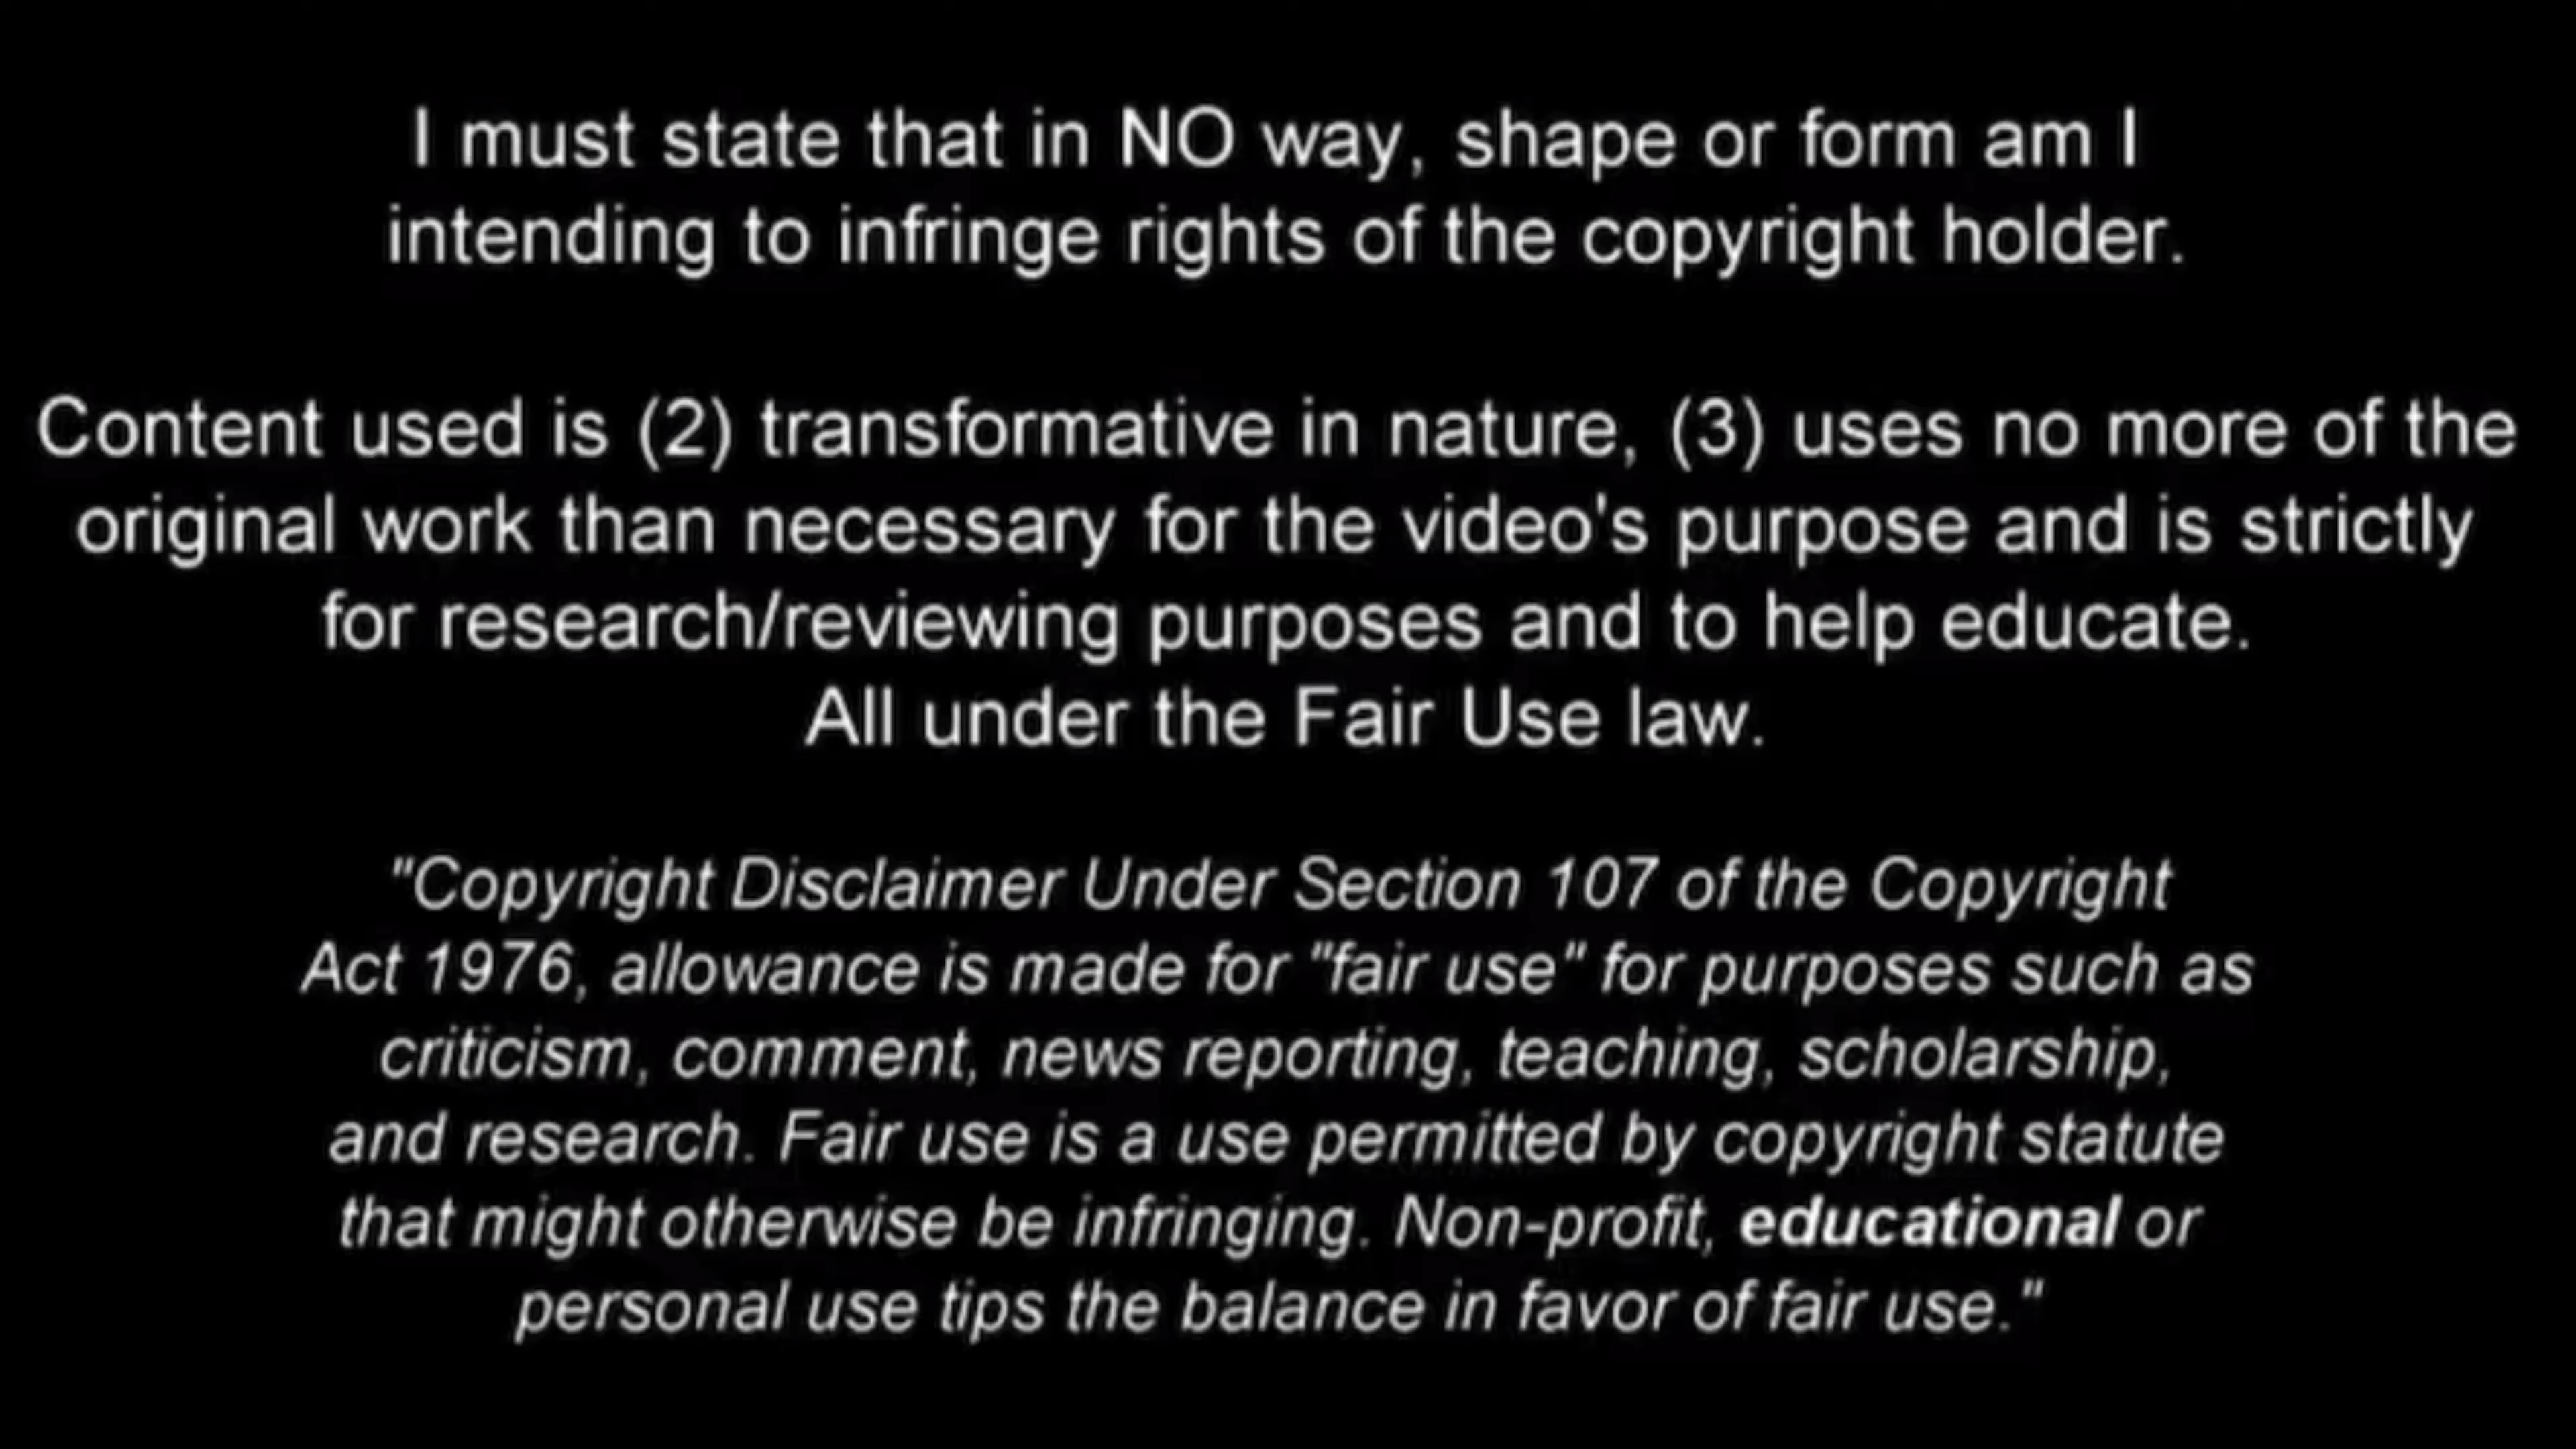 I must state that in NO way, shape or form am I
intending to infringe rights of the copyright holder.
Content used is (2) transformative in nature, (3) uses no more of the
original work than necessary for the video's purpose and is strictly
for research/reviewing purposes and to help educate.
All under the Fair Use law.
"Copyright Disclaimer Under Section 107 of the Copyright
Act 1976, allowance is made for "fair use" for purposes such as
criticism, comment, news reporting, teaching, scholarship,
and research. Fair use is a use permitted by copyright statute
that might otherwise be infringing. Non-profit, educational or
personal use tips the balance in favor of fair use."